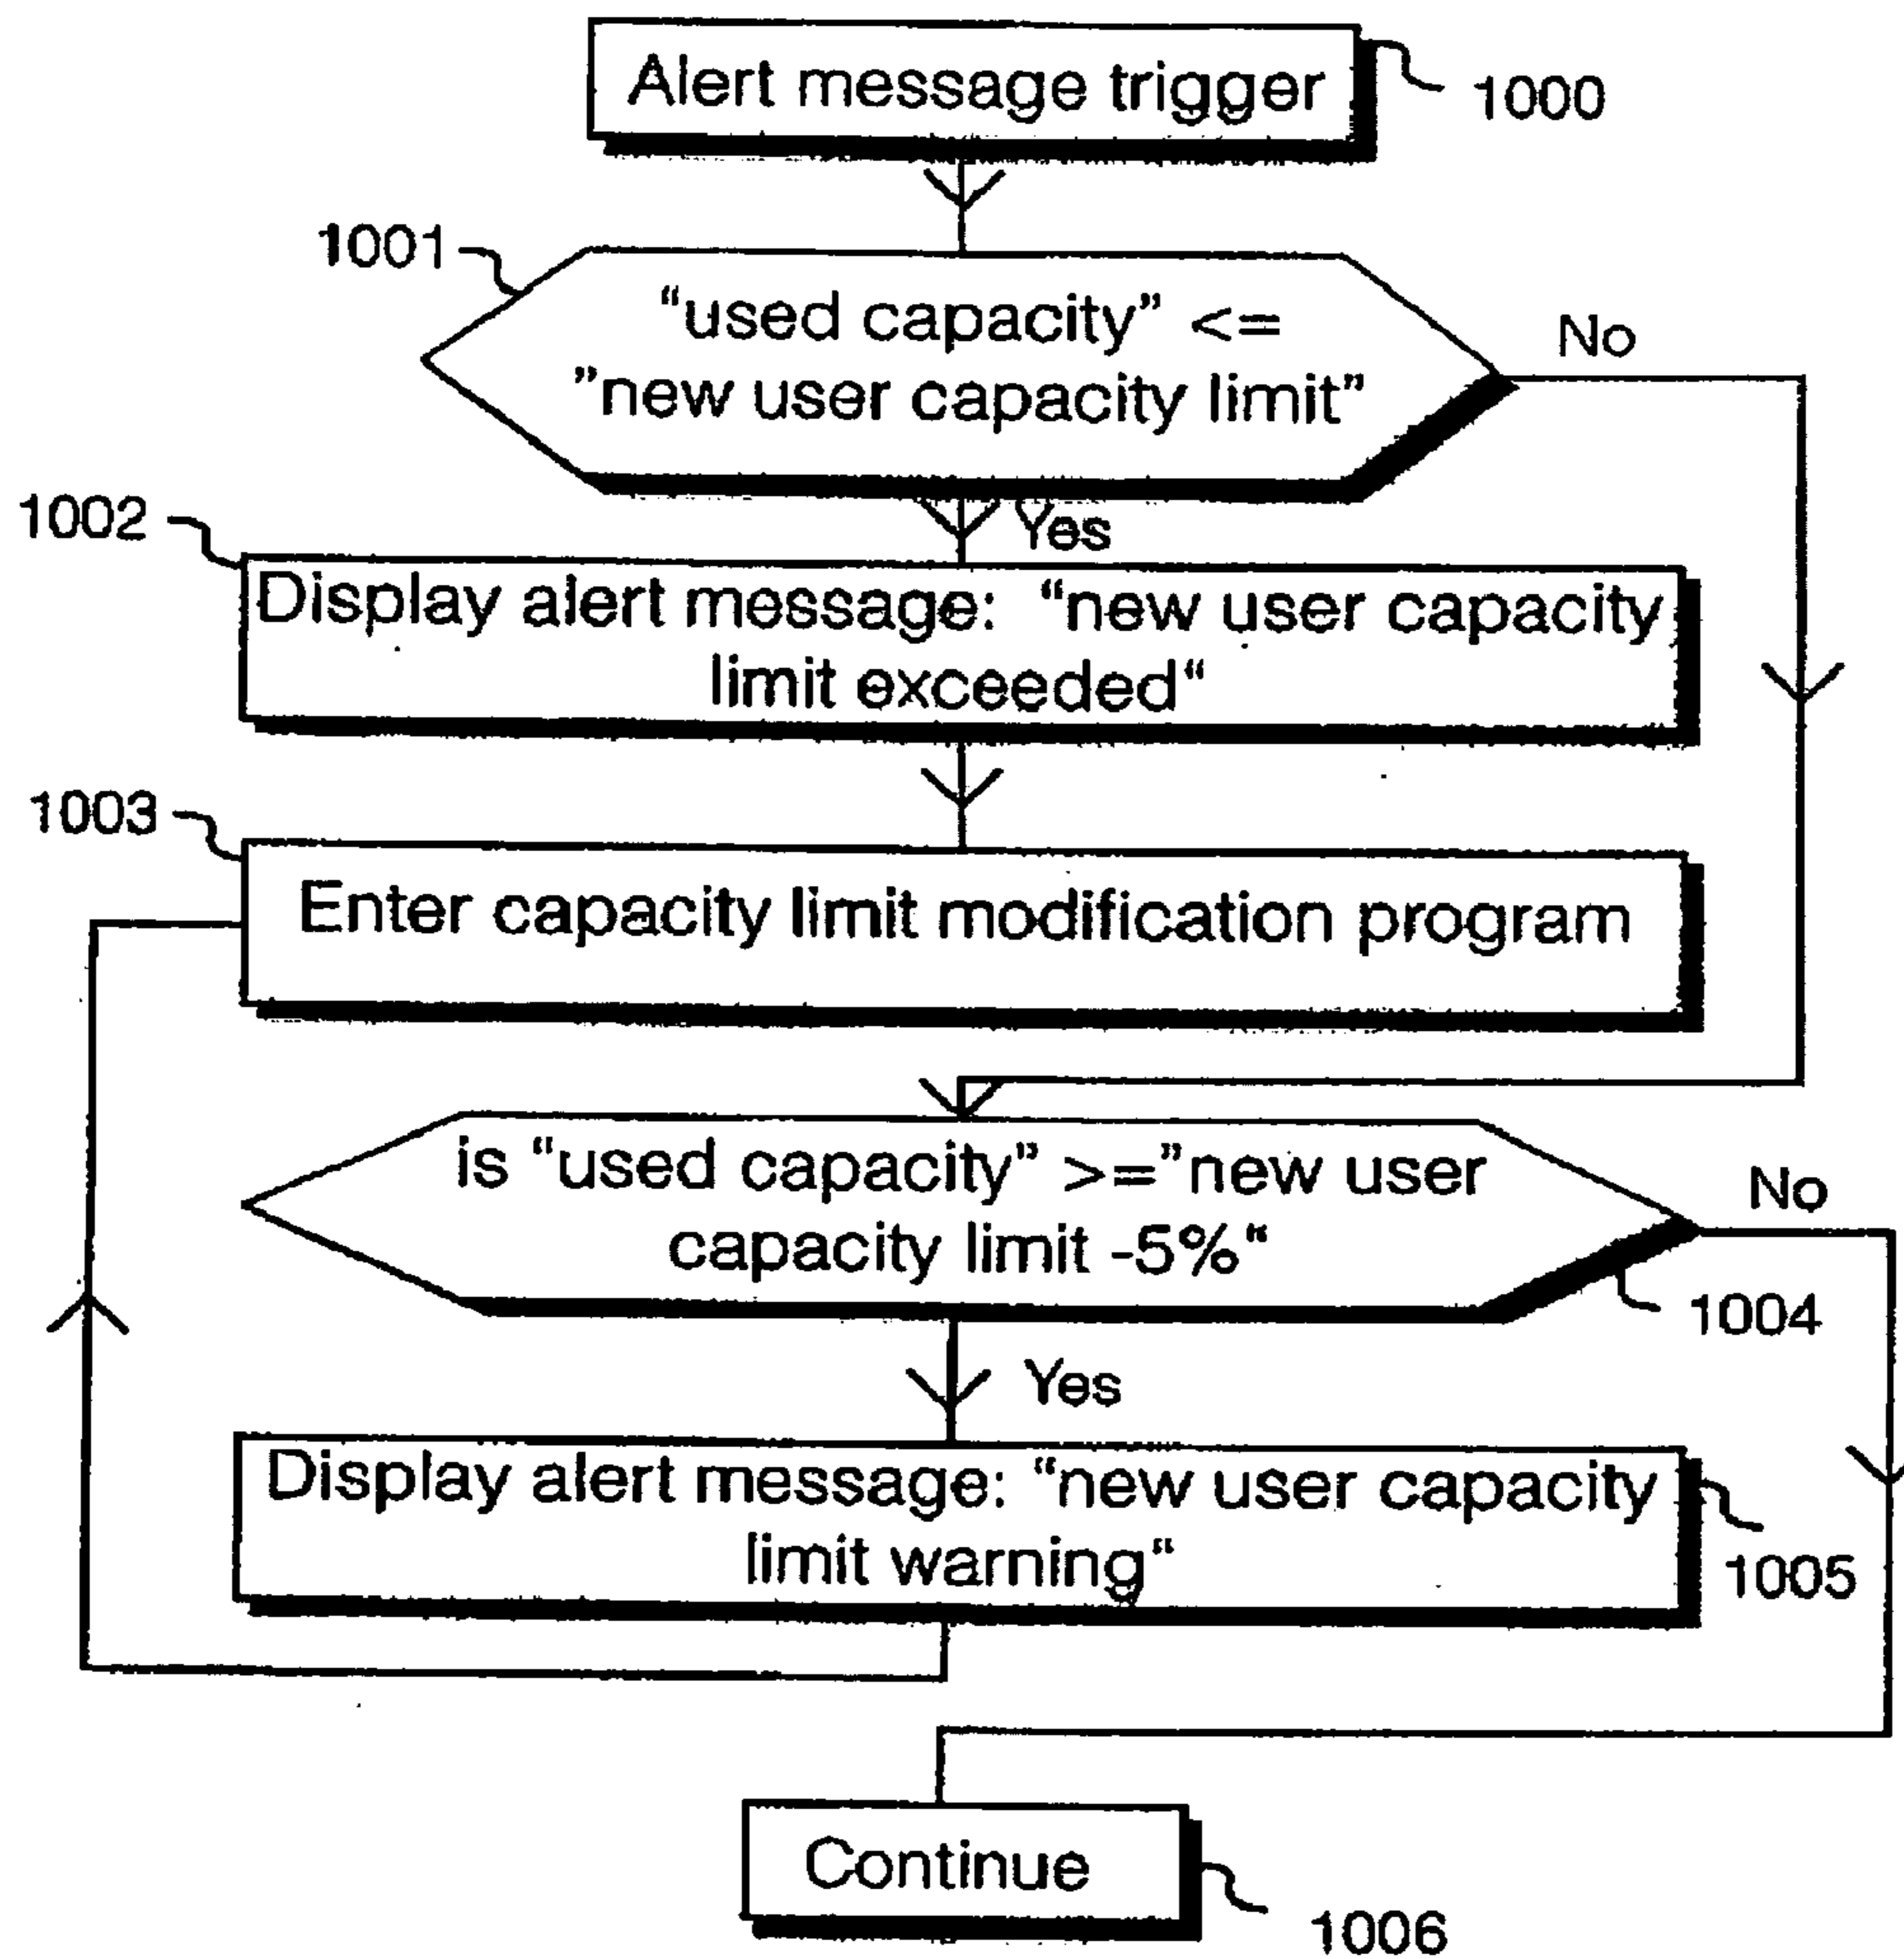 Alert message trigger
1000
1001
“used capacity” <=
”new user capacity limit”
No
Yes
1002
Display alert message: “new user capacity
limit exceeded“
1003
Enter capacity limit modification program
is “used capacity” >=”new user
capacity limit -5%“
No
1004
Yes
Display alert message: “new user capacity
limit warning“
1005
Continue
1006